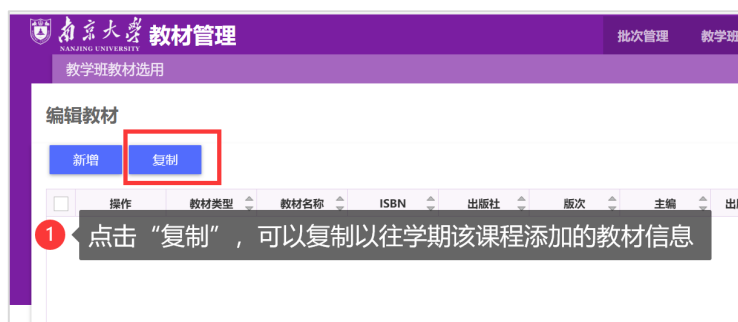 南京大学 教材管理 批次管理 教学班
NANJING UNIVERSITY
教学班教材选用
编辑教材
新增 复制
操作 教材类型 教材名称 ISBN 出版社 版次 主编 出
1 点击“复制”，可以复制以往学期该课程添加的教材信息